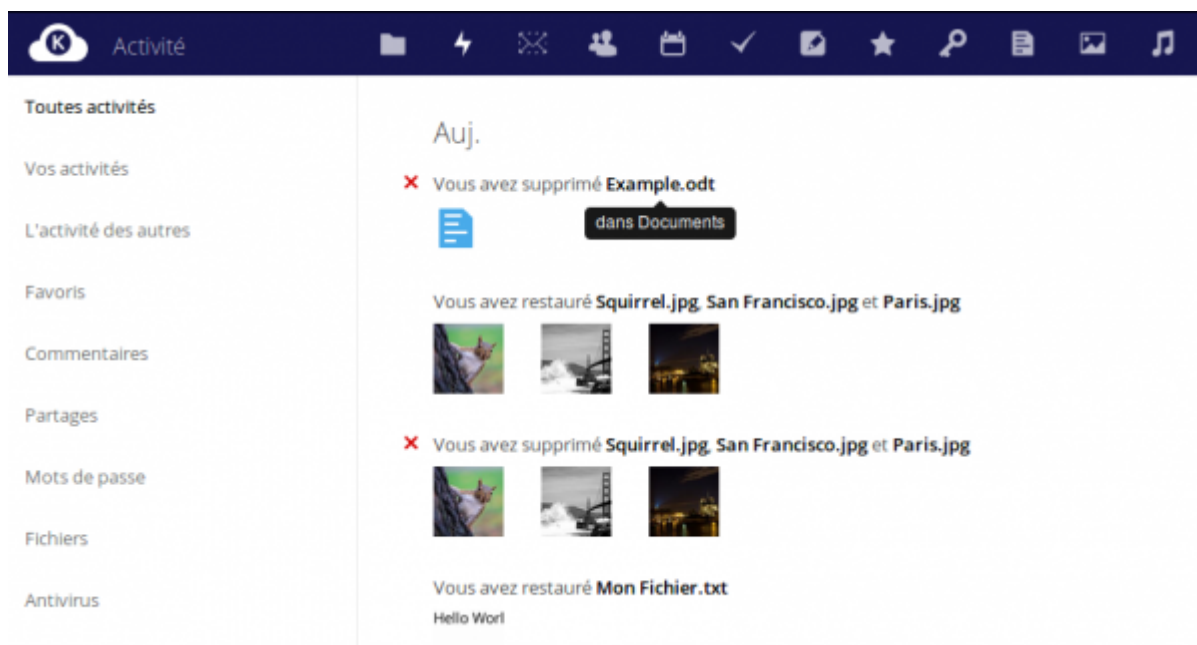 K
Activité
Toutes activités
Vos activités
L'activité des autres
Favoris
Commentaires
Partages
Mots de passe
Fichiers
Antivirus
Auj.
Vous avez supprimé Example.odt
dans Documents
Vous avez restauré Squirrel.jpg, San Francisco.jpg et Paris.jpg
Vous avez supprimé Squirrel.jpg, San Francisco.jpg et Paris.jpg
Vous avez restauré Mon Fichier.txt
Hello Worl